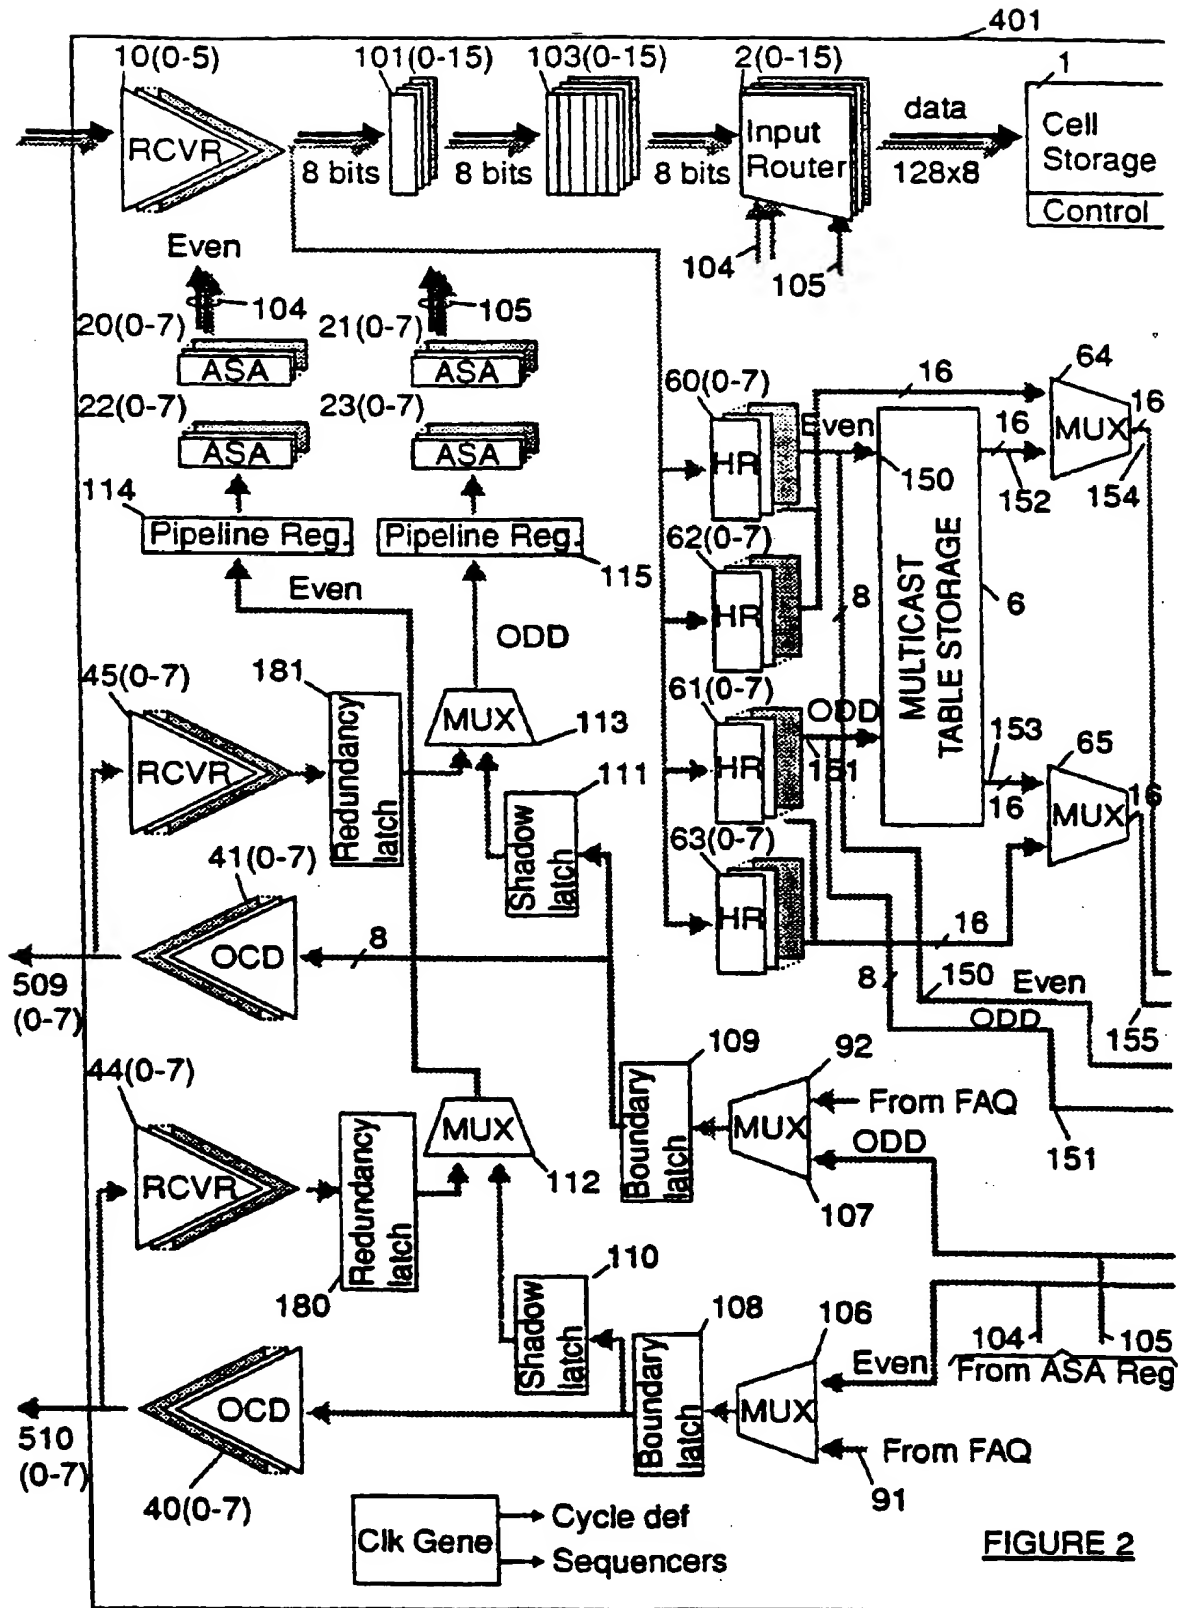 401
10(0-5)
101(0-15)
103(0-15)
2(0-15)
1
RCVR
8 bits
8 bits
8 bits
Input
Router
data
128x8
Cell
Storage
Control
Even
104
105
104
105
20(0-7)
ASA
21(0-7)
ASA
22(0-7)
ASA
23(0-7)
ASA
114
Pipeline Reg.
Pipeline Reg.
115
Even
ODD
60(0-7)
HR
Even
16
64
MUX
16
16
150
152
154
62(0-7)
HR
8
MULTICAST
TABLE STORAGE
6
61(0-7)
HR
ODD
151
153
16
65
MUX
16
63(0-7)
HR
16
8
150
Even
ODD
155
151
45(0-7)
RCVR
181
Redundancy
latch
MUX
113
111
Shadow
latch
41(0-7)
OCD
8
509
(0-7)
44(0-7)
RCVR
Redundancy
latch
180
MUX
112
109
Boundary
latch
92
MUX
From FAQ
ODD
107
110
Shadow
latch
108
Boundary
latch
106
MUX
Even
104
105
From ASA Reg
From FAQ
91
OCD
510
(0-7)
40(0-7)
Clk Gene
Cycle def
Sequencers
FIGURE 2